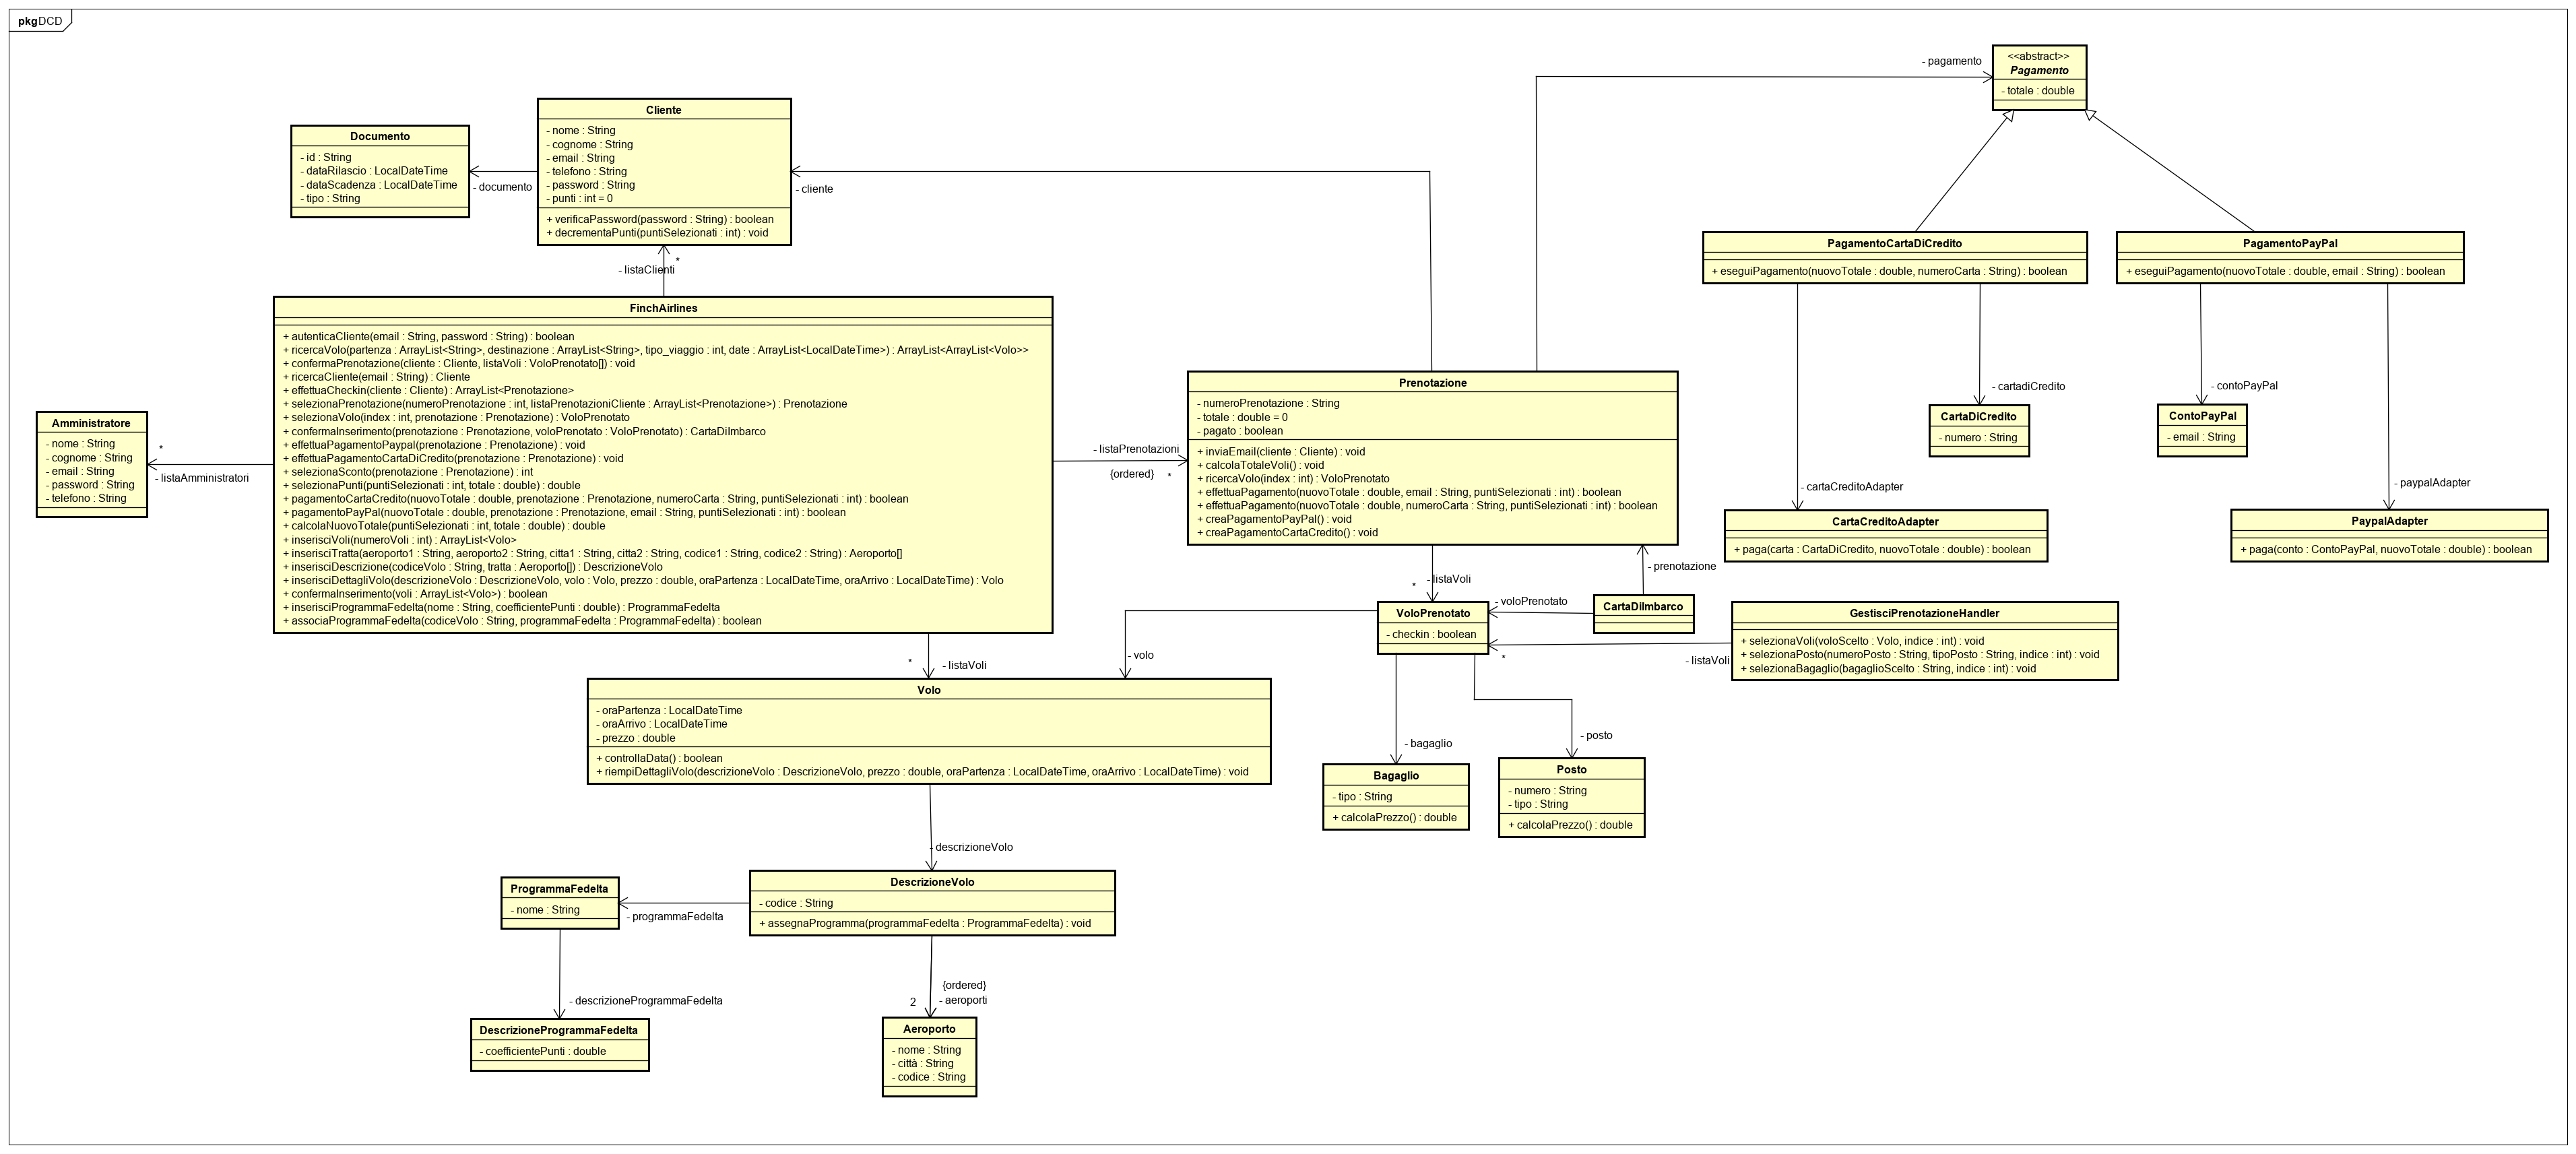 pkg DCD
<<abstract>>
Pagamento
- totale : double
- pagamento
Cliente
- nome : String
- cognome : String
- email : String
- telefono : String
- password : String
- punti : int = 0
+ verificaPassword(password : String) : boolean
+ decrementaPunti(puntiSelezionati : int) : void
Documento
- id : String
- dataRilascio : LocalDateTime
- dataScadenza : LocalDateTime
- tipo : String
- documento
- cliente
*
- listaClienti
PagamentoCartaDiCredito
+ eseguiPagamento(nuovoTotale : double, numeroCarta : String) : boolean
PagamentoPayPal
+ eseguiPagamento(nuovoTotale : double, email : String) : boolean
FinchAirlines
+ autenticaCliente(email : String, password : String) : boolean
+ ricercaVolo(partenza : ArrayList<String>, destinazione : ArrayList<String>, tipo_viaggio : int, date : ArrayList<LocalDateTime>) : ArrayList<ArrayList<Volo>>
+ confermaPrenotazione(cliente : Cliente, listaVoli : VoloPrenotato[]) : void
+ ricercaCliente(email : String) : Cliente
+ effettuaCheckin(cliente : Cliente) : ArrayList<Prenotazione>
+ selezionaPrenotazione(numeroPrenotazione : int, listaPrenotazioniCliente : ArrayList<Prenotazione>) : Prenotazione
+ selezionaVolo(index : int, prenotazione : Prenotazione) : VoloPrenotato
+ confermaInserimento(prenotazione : Prenotazione, voloPrenotato : VoloPrenotato) : CartaDiImbarco
+ effettuaPagamentoPaypal(prenotazione : Prenotazione) : void
+ effettuaPagamentoCartaDiCredito(prenotazione : Prenotazione) : void
+ selezionaSconto(prenotazione : Prenotazione) : int
+ selezionaPunti(puntiSelezionati : int, totale : double) : double
+ pagamentoCartaCredito(nuovoTotale : double, prenotazione : Prenotazione, numeroCarta : String, puntiSelezionati : int) : boolean
+ pagamentoPayPal(nuovoTotale : double, prenotazione : Prenotazione, email : String, puntiSelezionati : int) : boolean
+ calcolaNuovoTotale(puntiSelezionati : int, totale : double) : double
+ inserisciVoli(numeroVoli : int) : ArrayList<Volo>
+ inserisciTratta(aeroporto1 : String, aeroporto2 : String, citta1 : String, citta2 : String, codice1 : String, codice2 : String) : Aeroporto[]
+ inserisciDescrizione(codiceVolo : String, tratta : Aeroporto[]) : DescrizioneVolo
+ inserisciDettagliVolo(descrizioneVolo : DescrizioneVolo, volo : Volo, prezzo : double, oraPartenza : LocalDateTime, oraArrivo : LocalDateTime) : Volo
+ confermaInserimento(voli : ArrayList<Volo>) : boolean
+ inserisciProgrammaFedelta(nome : String, coefficientePunti : double) : ProgrammaFedelta
+ associaProgrammaFedelta(codiceVolo : String, programmaFedelta : ProgrammaFedelta) : boolean
Amministratore
- nome : String
- cognome : String
- email : String
- password : String
- telefono : String
*
- listaAmministratori
- listaPrenotazioni
{ordered}
*
Prenotazione
- numeroPrenotazione : String
- totale : double = 0
- pagato : boolean
+ inviaEmail(cliente : Cliente) : void
+ calcolaTotaleVoli() : void
+ ricercaVolo(index : int) : VoloPrenotato
+ effettuaPagamento(nuovoTotale : double, email : String, puntiSelezionati : int) : boolean
+ effettuaPagamento(nuovoTotale : double, numeroCarta : String, puntiSelezionati : int) : boolean
+ creaPagamentoPayPal() : void
+ creaPagamentoCartaCredito() : void
- cartadiCredito
CartaDiCredito
- numero : String
- contoPayPal
ContoPayPal
- email : String
- cartaCreditoAdapter
CartaCreditoAdapter
+ paga(carta : CartaDiCredito, nuovoTotale : double) : boolean
- paypalAdapter
PaypalAdapter
+ paga(conto : ContoPayPal, nuovoTotale : double) : boolean
- listaVoli
*
- prenotazione
- voloPrenotato
VoloPrenotato
- checkin : boolean
CartaDiImbarco
GestisciPrenotazioneHandler
+ selezionaVoli(voloScelto : Volo, indice : int) : void
+ selezionaPosto(numeroPosto : String, tipoPosto : String, indice : int) : void
+ selezionaBagaglio(bagaglioScelto : String, indice : int) : void
*
- listaVoli
- volo
*
- listaVoli
Volo
- oraPartenza : LocalDateTime
- oraArrivo : LocalDateTime
- prezzo : double
+ controllaData() : boolean
+ riempiDettagliVolo(descrizioneVolo : DescrizioneVolo, prezzo : double, oraPartenza : LocalDateTime, oraArrivo : LocalDateTime) : void
- bagaglio
Bagaglio
- tipo : String
+ calcolaPrezzo() : double
- posto
Posto
- numero : String
- tipo : String
+ calcolaPrezzo() : double
- descrizioneVolo
DescrizioneVolo
- codice : String
+ assegnaProgramma(programmaFedelta : ProgrammaFedelta) : void
ProgrammaFedelta
- nome : String
- programmaFedelta
- descrizioneProgrammaFedelta
DescrizioneProgrammaFedelta
- coefficientePunti : double
{ordered}
2
- aeroporti
Aeroporto
- nome : String
- città : String
- codice : String